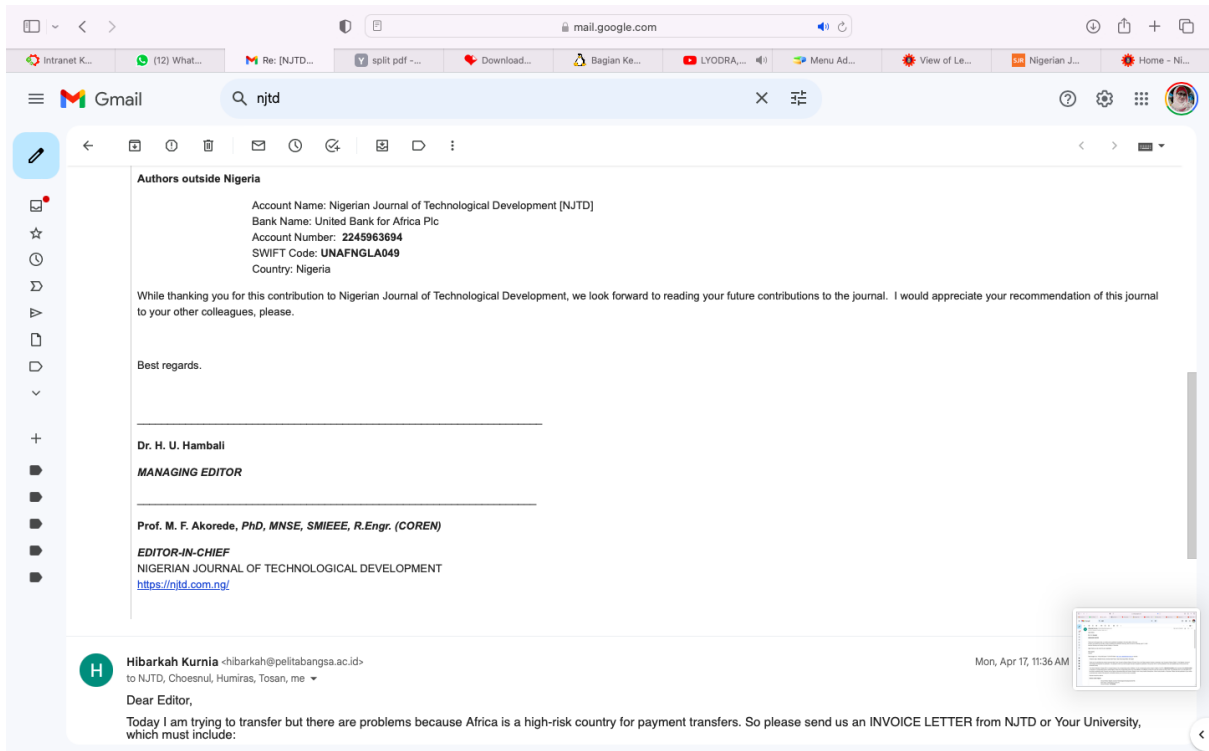 mail.google.com
Intranet K...
(12) What...
Re: [NJTD...
split pdf -...
Download...
Bagian Ke...
LYODRA,...
Menu Ad...
View of Le...
Nigerian J...
Home - Ni...
Gmail
njtd
Authors outside Nigeria
Account Name: Nigerian Journal of Technological Development [NJTD]
Bank Name: United Bank for Africa Plc
Account Number: 2245963694
SWIFT Code: UNAFNGLA049
Country: Nigeria
While thanking you for this contribution to Nigerian Journal of Technological Development, we look forward to reading your future contributions to the journal. I would appreciate your recommendation of this journal
to your other colleagues, please.
Best regards.
Dr. H. U. Hambali
MANAGING EDITOR
Prof. M. F. Akorede, PhD, MNSE, SMIEEE, R.Engr. (COREN)
EDITOR-IN-CHIEF
NIGERIAN JOURNAL OF TECHNOLOGICAL DEVELOPMENT
https://njtd.com.ng/
H
Hibarkah Kurnia <hibarkah@pelitabangsa.ac.id>
Mon, Apr 17, 11:36 AM
to NJTD, Choesnul, Humiras, Tosan, me
Dear Editor,
Today I am trying to transfer but there are problems because Africa is a high-risk country for payment transfers. So please send us an INVOICE LETTER from NJTD or Your University,
which must include: